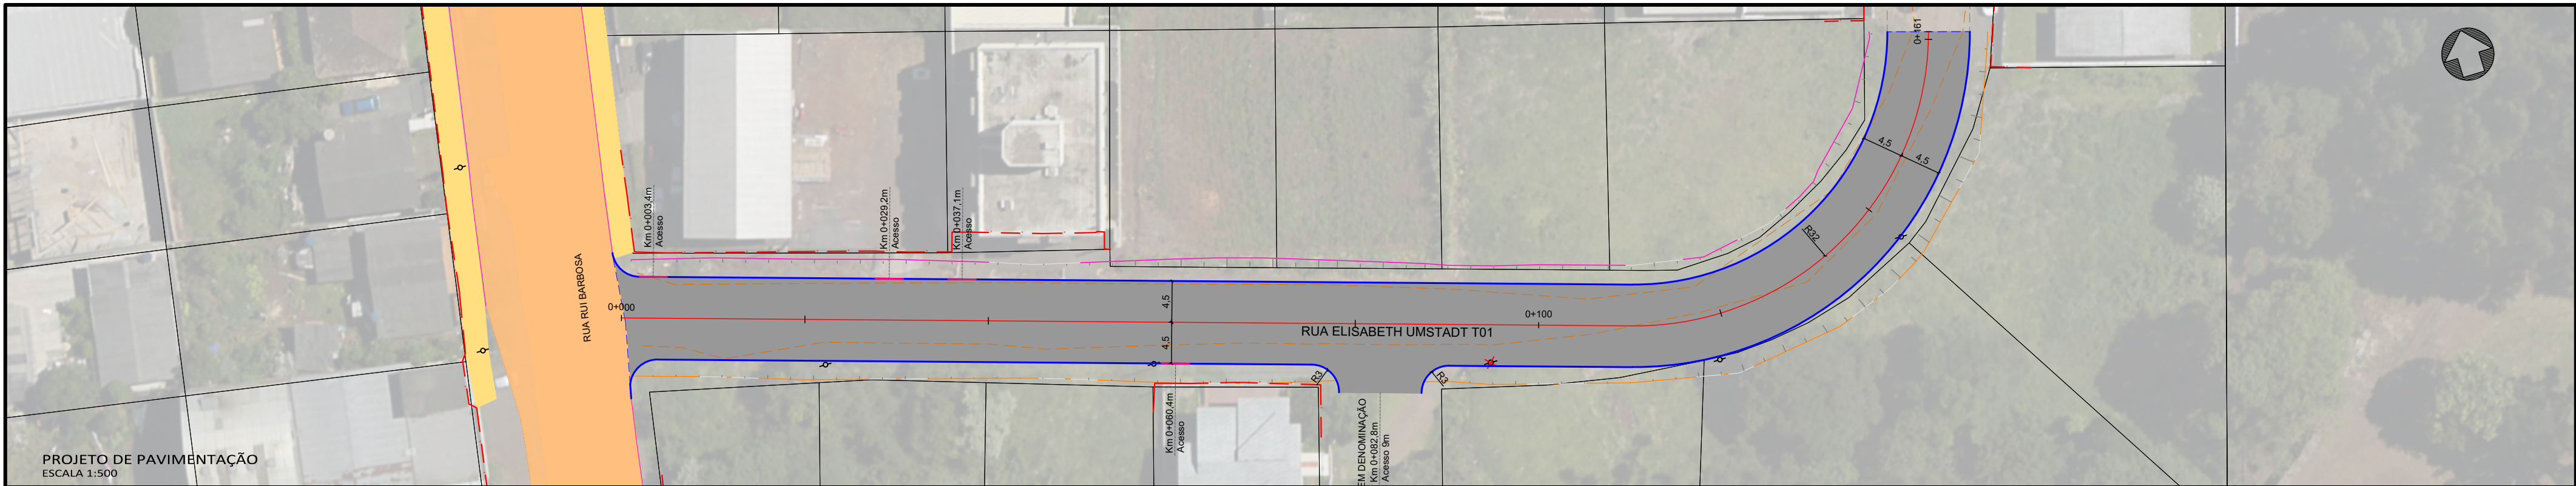 0+161
4,5
4,5
R32
Km 0+003,4m
Acesso
Km 0+029,2m
Acesso
Km 0+037,1m
Acesso
RUA RUI BARBOSA
0+000
4,5
4,5
0+100
RUA ELISABETH UMSTADT T01
R3
R3
Km 0+060,4m
Acesso
EM DENOMINAÇÃO
Km 0+082,8m
Acesso 9m
PROJETO DE PAVIMENTAÇÃO
ESCALA 1:500